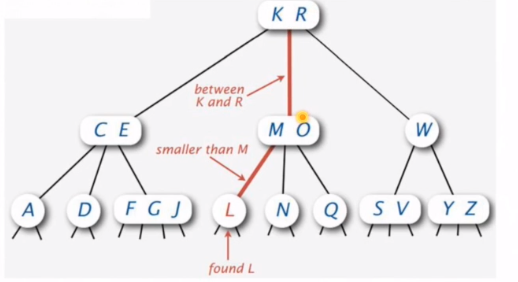 K R
between
K and R
C E
M O
W
smaller than M
A
D
F G J
L
N
Q
S V
Y Z
found L